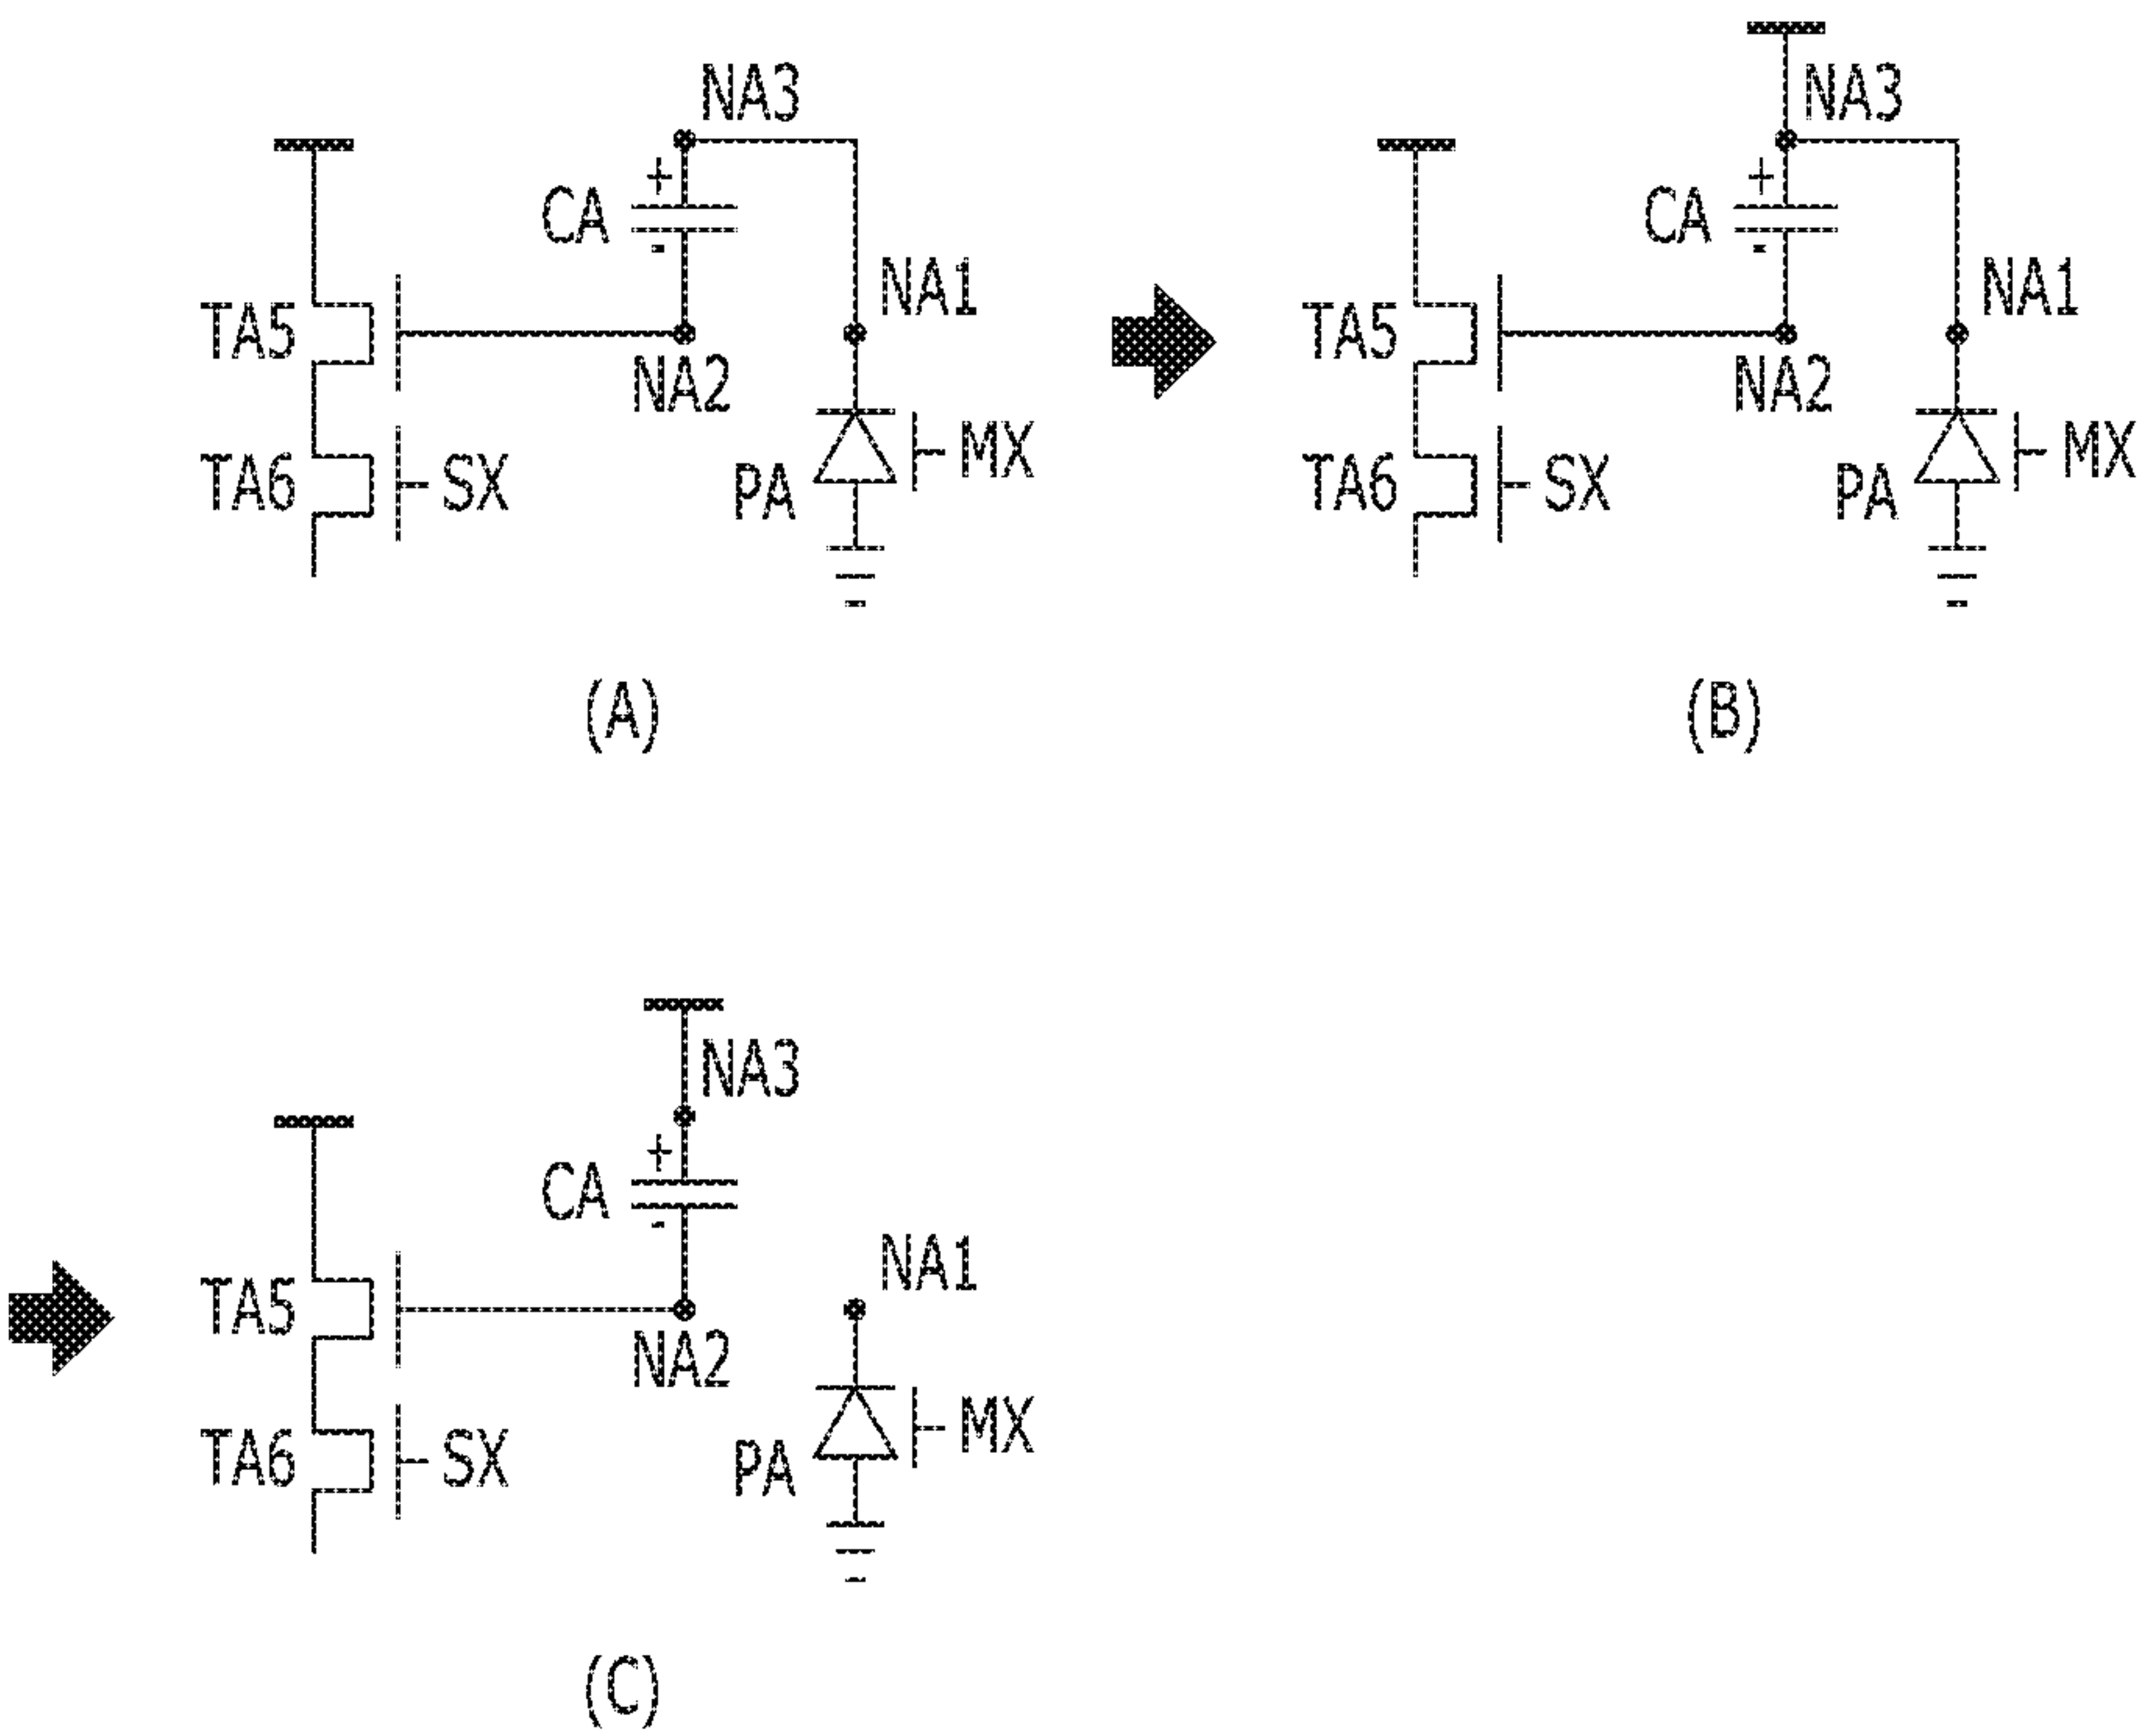 NA3
CA
+
-
NA1
TA5
NA2
TA6
SX
PA
MX
(A)
NA3
CA
+
-
NA1
TA5
NA2
TA6
SX
PA
MX
(B)
NA3
CA
+
-
NA1
TA5
NA2
TA6
SX
PA
MX
(C)